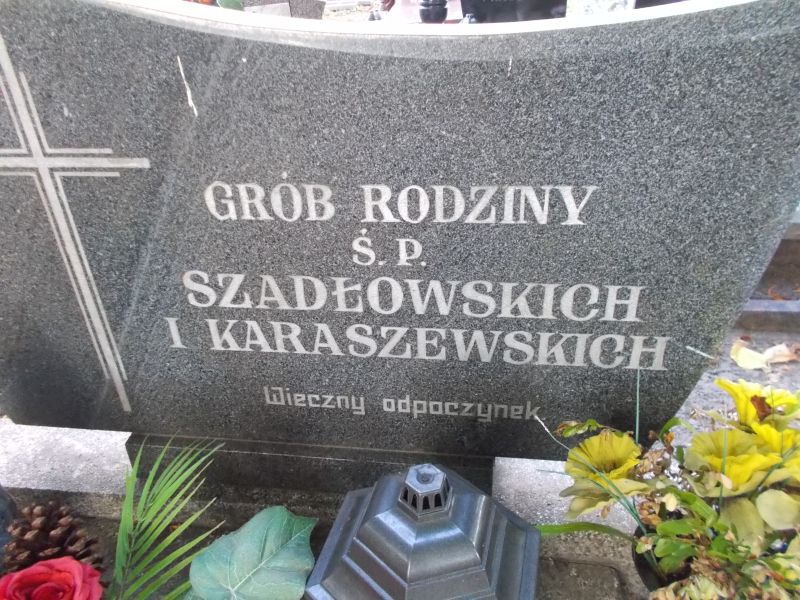 GRÓB RODZINY
Ś.P.
SZADŁOWSKICH
I KARASZEWSKICH
Wieczny odpoczynek